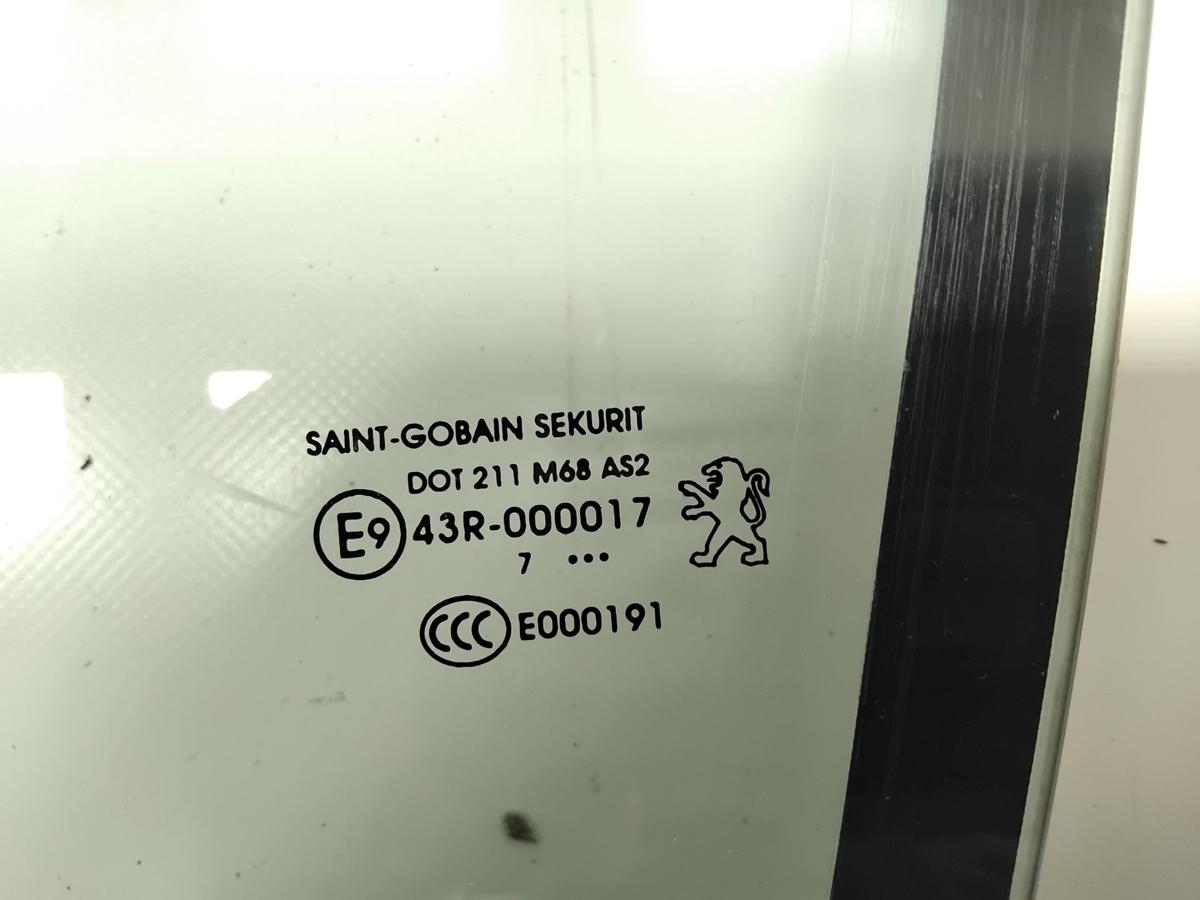 SAINT-GOBAIN SEKURIT
DOT 211 M68 AS2
E9 43R-000017
7 •••
CCC E000191